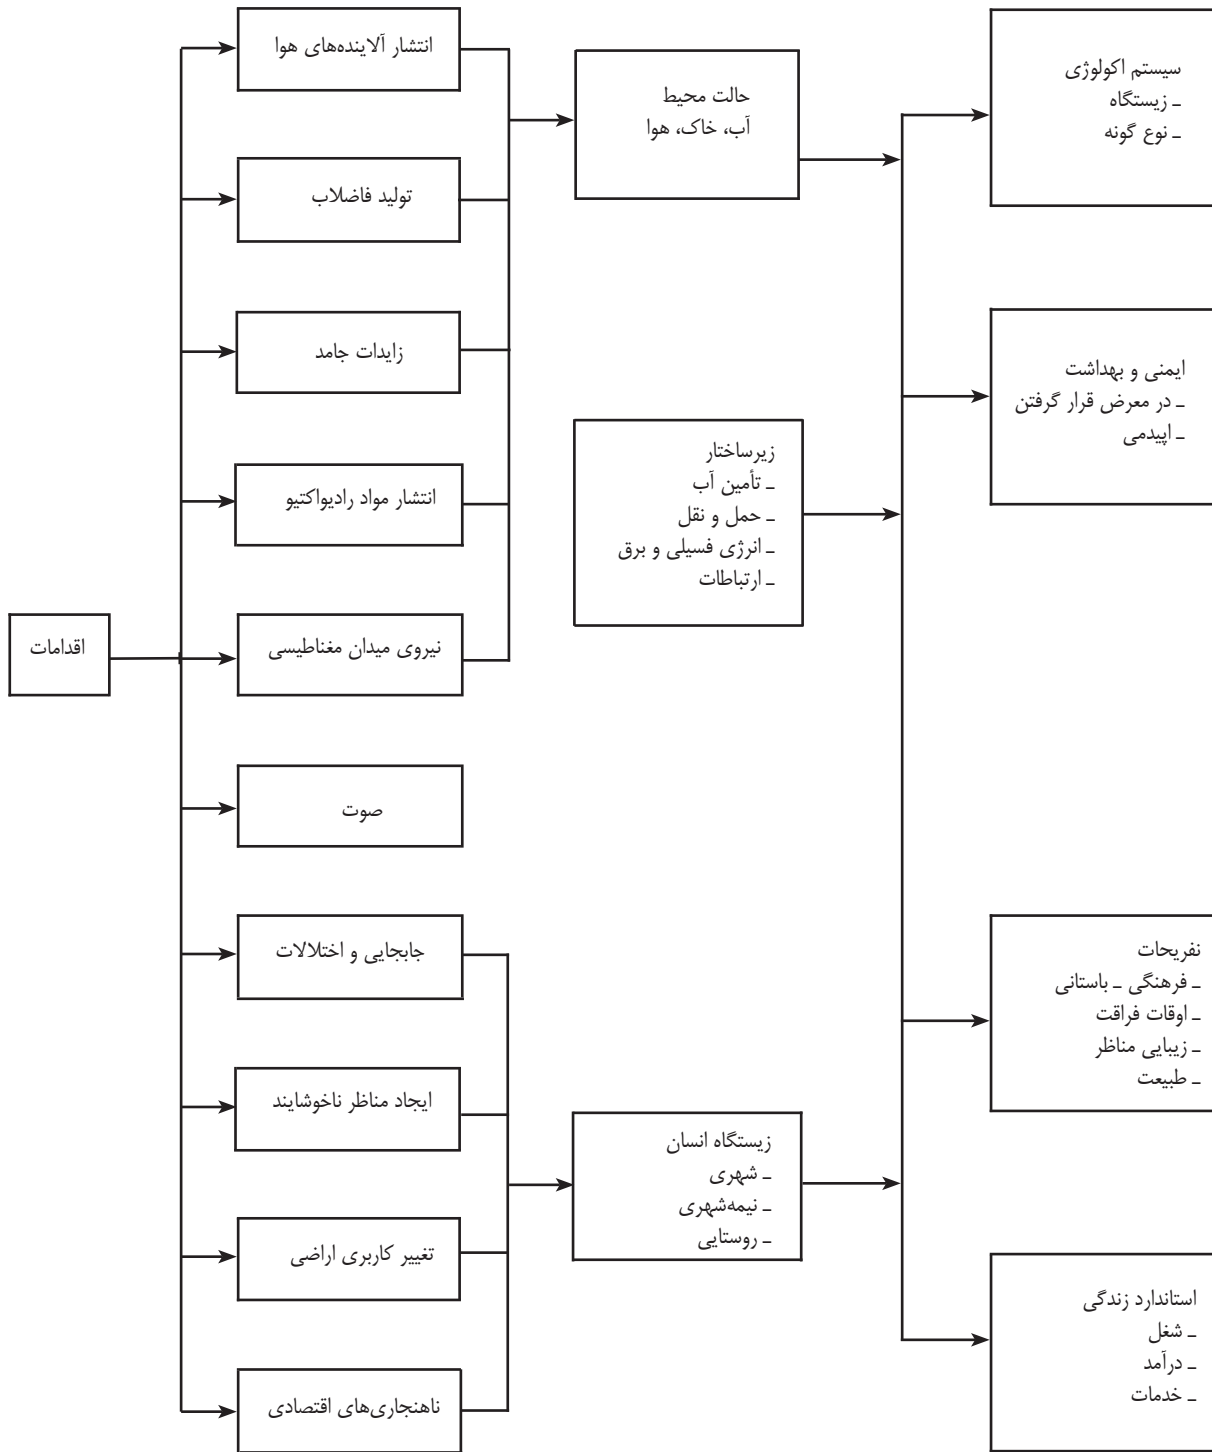 اقدامات
انتشار آلاینده‌های هوا
تولید فاضلاب
زایدات جامد
انتشار مواد رادیواکتیو
نیروی میدان مغناطیسی
صوت
جابجایی و اختلالات
ایجاد مناظر ناخوشایند
تغییر کاربری اراضی
ناهنجاری‌های اقتصادی
حالت محیط
آب، خاک، هوا
زیرساختار
ـ تأمین آب
ـ حمل و نقل
ـ انرژی فسیلی و برق
ـ ارتباطات
زیستگاه انسان
ـ شهری
ـ نیمه‌شهری
ـ روستایی
سیستم اکولوژی
ـ زیستگاه
ـ نوع گونه
ایمنی و بهداشت
ـ در معرض قرار گرفتن
ـ اپیدمی
نفریحات
ـ فرهنگی ـ باستانی
ـ اوقات فراقت
ـ زیبایی مناظر
ـ طبیعت
استاندارد زندگی
ـ شغل
ـ درآمد
ـ خدمات